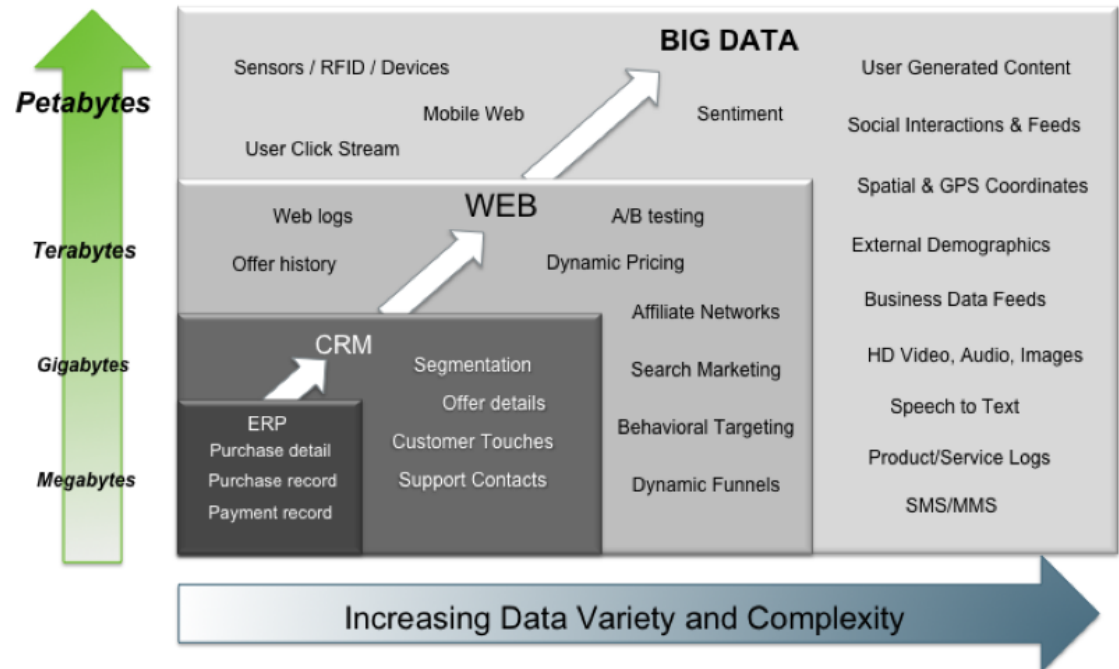 BIG DATA
Sensors / RFID / Devices
User Generated Content
Petabytes
Mobile Web
Sentiment
Social Interactions & Feeds
User Click Stream
Spatial & GPS Coordinates
WEB
Web logs
A/B testing
Terabytes
External Demographics
Offer history
Dynamic Pricing
Business Data Feeds
Affiliate Networks
CRM
HD Video, Audio, Images
Gigabytes
Segmentation
Search Marketing
Offer details
Speech to Text
ERP
Behavioral Targeting
Customer Touches
Purchase detail
Product/Service Logs
Megabytes
Purchase record
Support Contacts
Dynamic Funnels
SMS/MMS
Payment record
Increasing Data Variety and Complexity